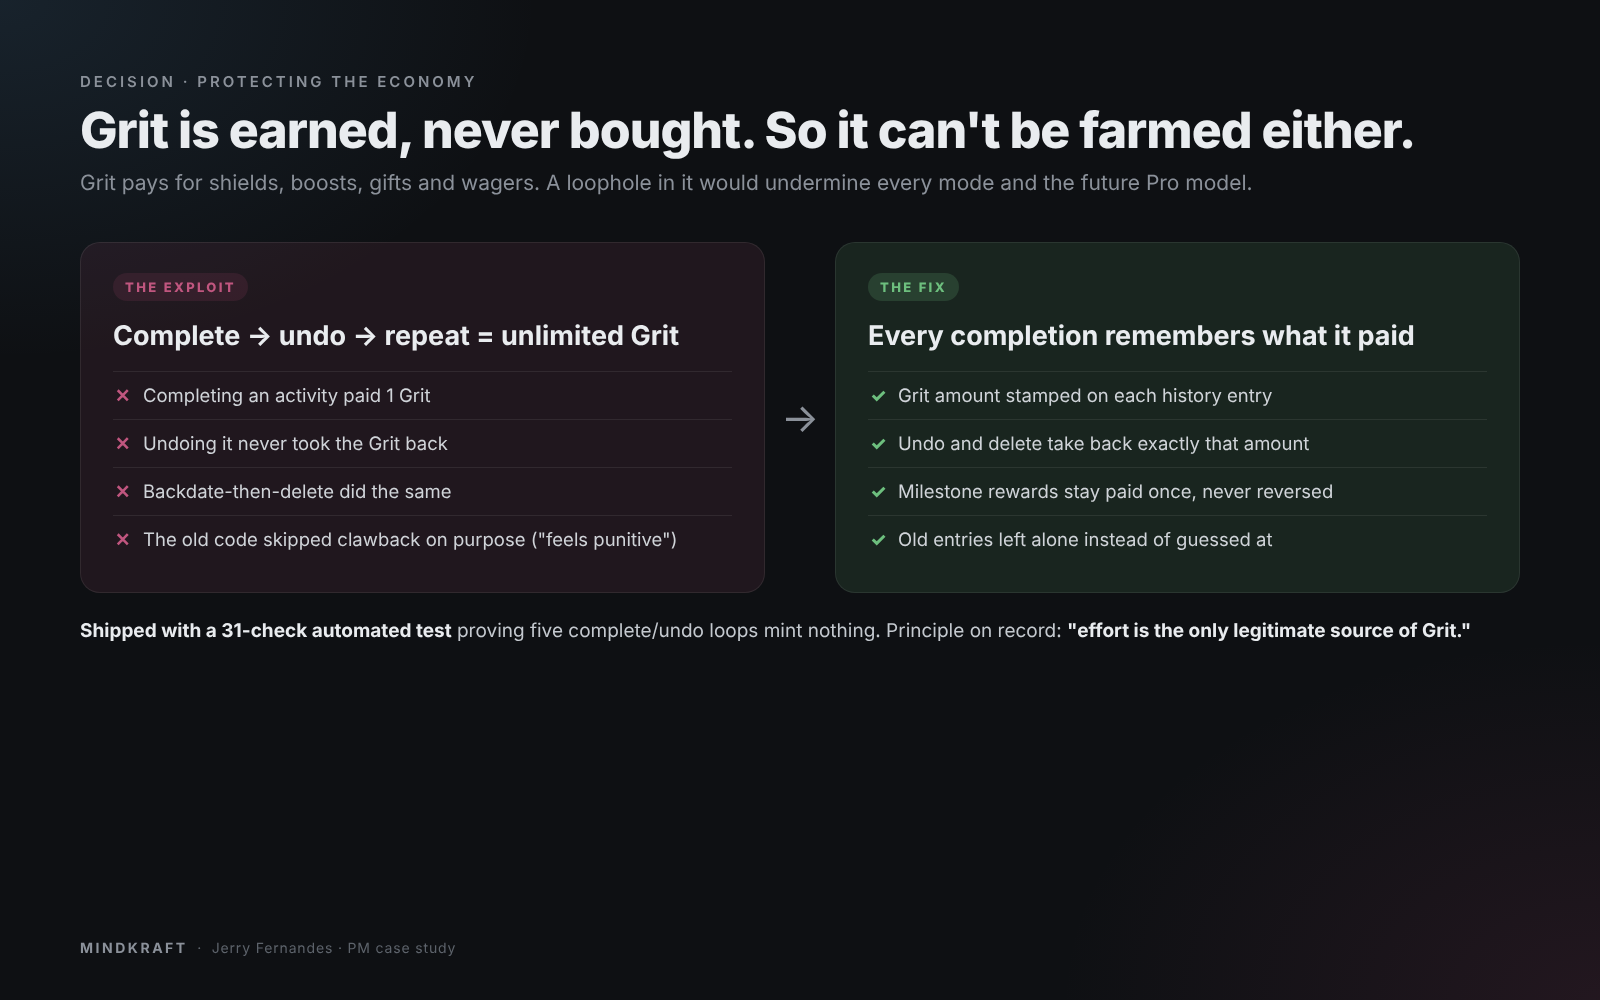 DECISION · PROTECTING THE ECONOMY
Grit is earned, never bought. So it can't be farmed either.
Grit pays for shields, boosts, gifts and wagers. A loophole in it would undermine every mode and the future Pro model.
THE EXPLOIT
Complete → undo → repeat = unlimited Grit
✕ Completing an activity paid 1 Grit
✕ Undoing it never took the Grit back
✕ Backdate-then-delete did the same
✕ The old code skipped clawback on purpose ("feels punitive")
→
THE FIX
Every completion remembers what it paid
✓ Grit amount stamped on each history entry
✓ Undo and delete take back exactly that amount
✓ Milestone rewards stay paid once, never reversed
✓ Old entries left alone instead of guessed at
Shipped with a 31-check automated test proving five complete/undo loops mint nothing. Principle on record: "effort is the only legitimate source of Grit."
MINDKRAFT · Jerry Fernandes · PM case study